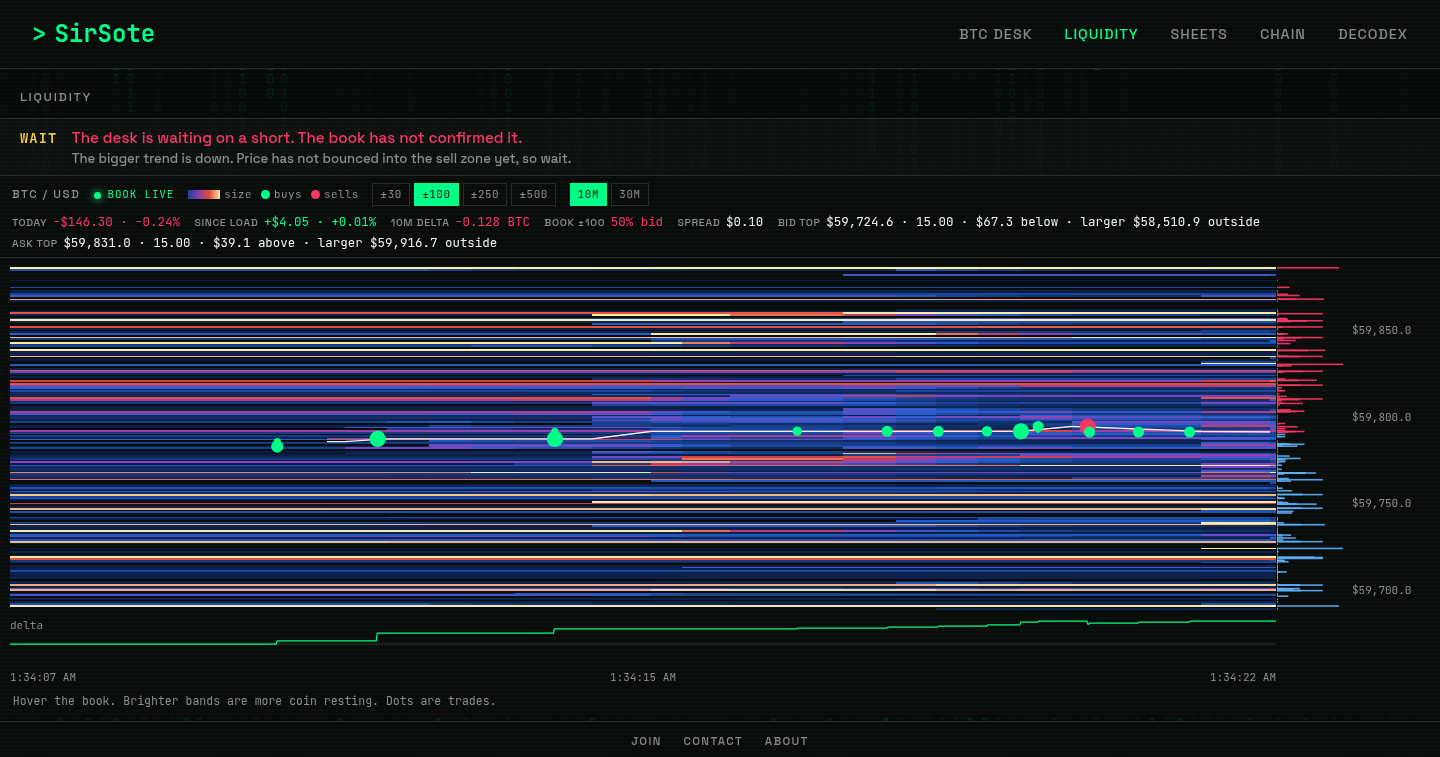 > SirSote
BTC DESK LIQUIDITY SHEETS CHAIN DECODEX
LIQUIDITY
WAIT The desk is waiting on a short. The book has not confirmed it.
The bigger trend is down. Price has not bounced into the sell zone yet, so wait.
BTC / USD BOOK LIVE size buys sells ±30 ±100 ±250 ±500 10M 30M
TODAY -$146.30 · -0.24% SINCE LOAD +$4.05 · +0.01% 10M DELTA -0.128 BTC BOOK ±100 50% bid SPREAD $0.10 BID TOP $59,724.6 · 15.00 · $67.3 below · larger $58,510.9 outside
ASK TOP $59,831.0 · 15.00 · $39.1 above · larger $59,916.7 outside
$59,850.0
$59,800.0
$59,750.0
$59,700.0
delta
1:34:07 AM 1:34:15 AM 1:34:22 AM
Hover the book. Brighter bands are more coin resting. Dots are trades.
JOIN CONTACT ABOUT